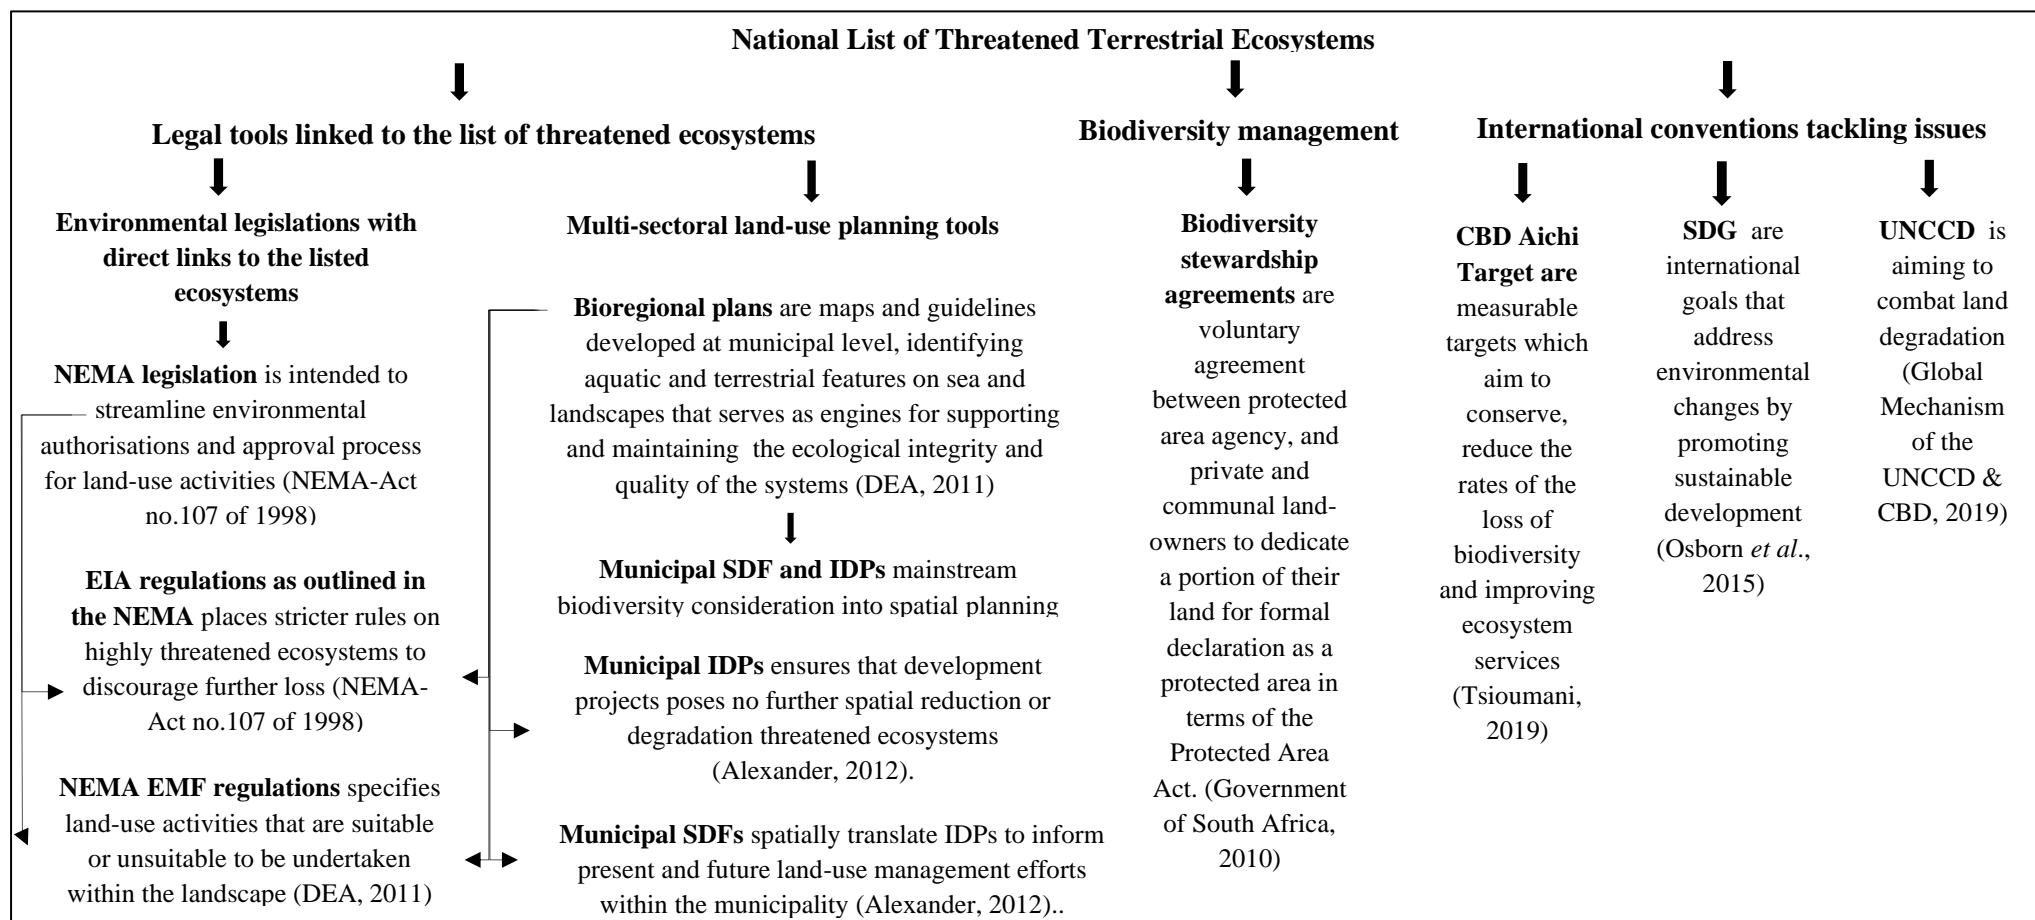 National List of Threatened Terrestrial Ecosystems
Legal tools linked to the list of threatened ecosystems
Environmental legislations with
direct links to the listed
ecosystems
NEMA legislation is intended to
streamline environmental
authorisations and approval process
for land-use activities (NEMA-Act
no.107 of 1998)
EIA regulations as outlined in
the NEMA places stricter rules on
highly threatened ecosystems to
discourage further loss (NEMA-
Act no.107 of 1998)
NEMA EMF regulations specifies
land-use activities that are suitable
or unsuitable to be undertaken
within the landscape (DEA, 2011)
Multi-sectoral land-use planning tools
Bioregional plans are maps and guidelines
developed at municipal level, identifying
aquatic and terrestrial features on sea and
landscapes that serves as engines for supporting
and maintaining the ecological integrity and
quality of the systems (DEA, 2011)
Municipal SDF and IDPs mainstream
biodiversity consideration into spatial planning
Municipal IDPs ensures that development
projects poses no further spatial reduction or
degradation threatened ecosystems
(Alexander, 2012).
Municipal SDFs spatially translate IDPs to inform
present and future land-use management efforts
within the municipality (Alexander, 2012)..
Biodiversity management
Biodiversity
stewardship
agreements are
voluntary
agreement
between protected
area agency, and
private and
communal land-
owners to dedicate
a portion of their
land for formal
declaration as a
protected area in
terms of the
Protected Area
Act. (Government
of South Africa,
2010)
International conventions tackling issues
CBD Aichi
Target are
measurable
targets which
aim to
conserve,
reduce the
rates of the
loss of
biodiversity
and improving
ecosystem
services
(Tsioumani,
2019)
SDG are
international
goals that
address
environmental
changes by
promoting
sustainable
development
(Osborn et al.,
2015)
UNCCD is
aiming to
combat land
degradation
(Global
Mechanism
of the
UNCCD &
CBD, 2019)